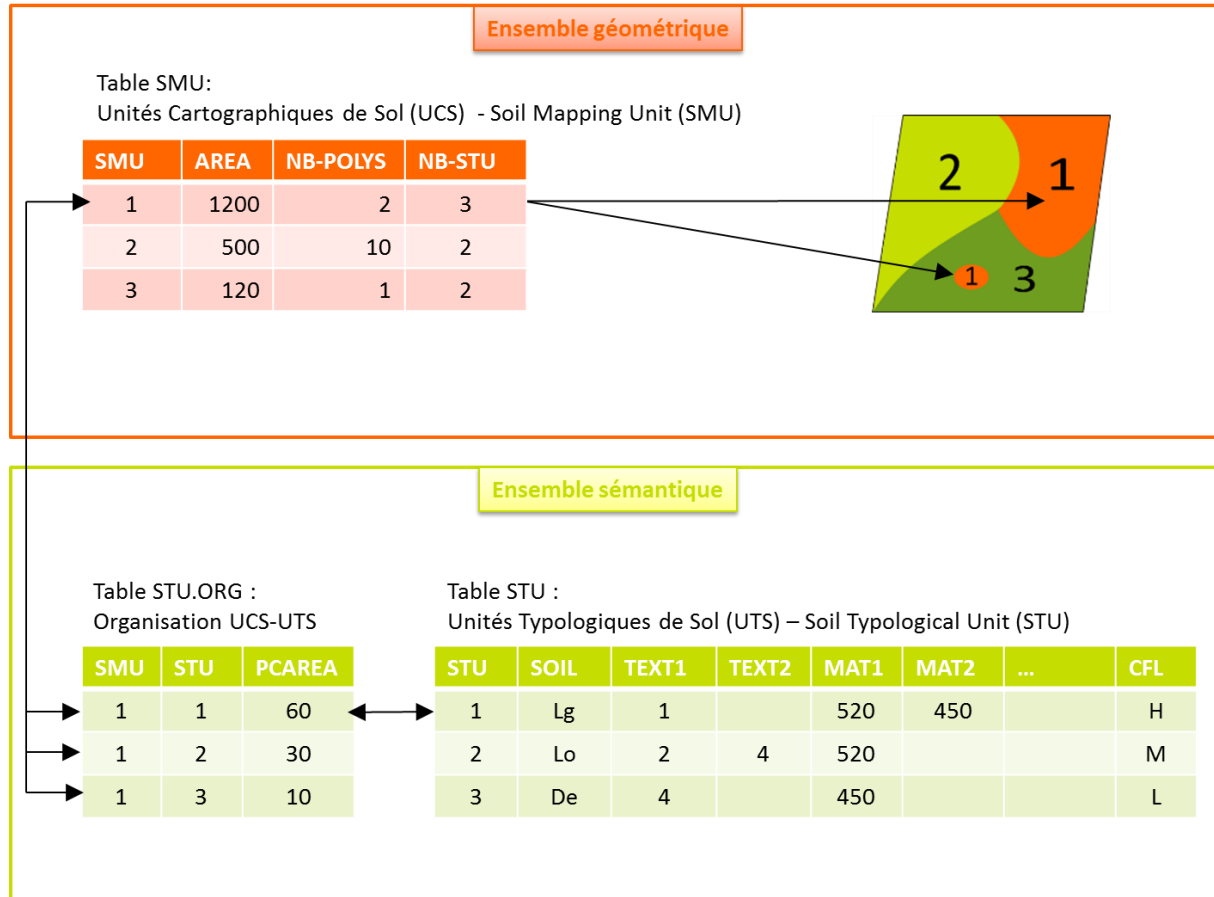 Ensemble géométrique
Table SMU:
Unités Cartographiques de Sol (UCS) - Soil Mapping Unit (SMU)
SMU AREA NB-POLYS NB-STU
1 1200 2 3
2 500 10 2
3 120 1 2
2 1
1 3
Ensemble sémantique
Table STU.ORG :
Organisation UCS-UTS
SMU STU PCAREA
1 1 60
1 2 30
1 3 10
Table STU :
Unités Typologiques de Sol (UTS) – Soil Typological Unit (STU)
STU SOIL TEXT1 TEXT2 MAT1 MAT2 ... CFL
1 Lg 1 520 450 H
2 Lo 2 4 520 M
3 De 4 450 L